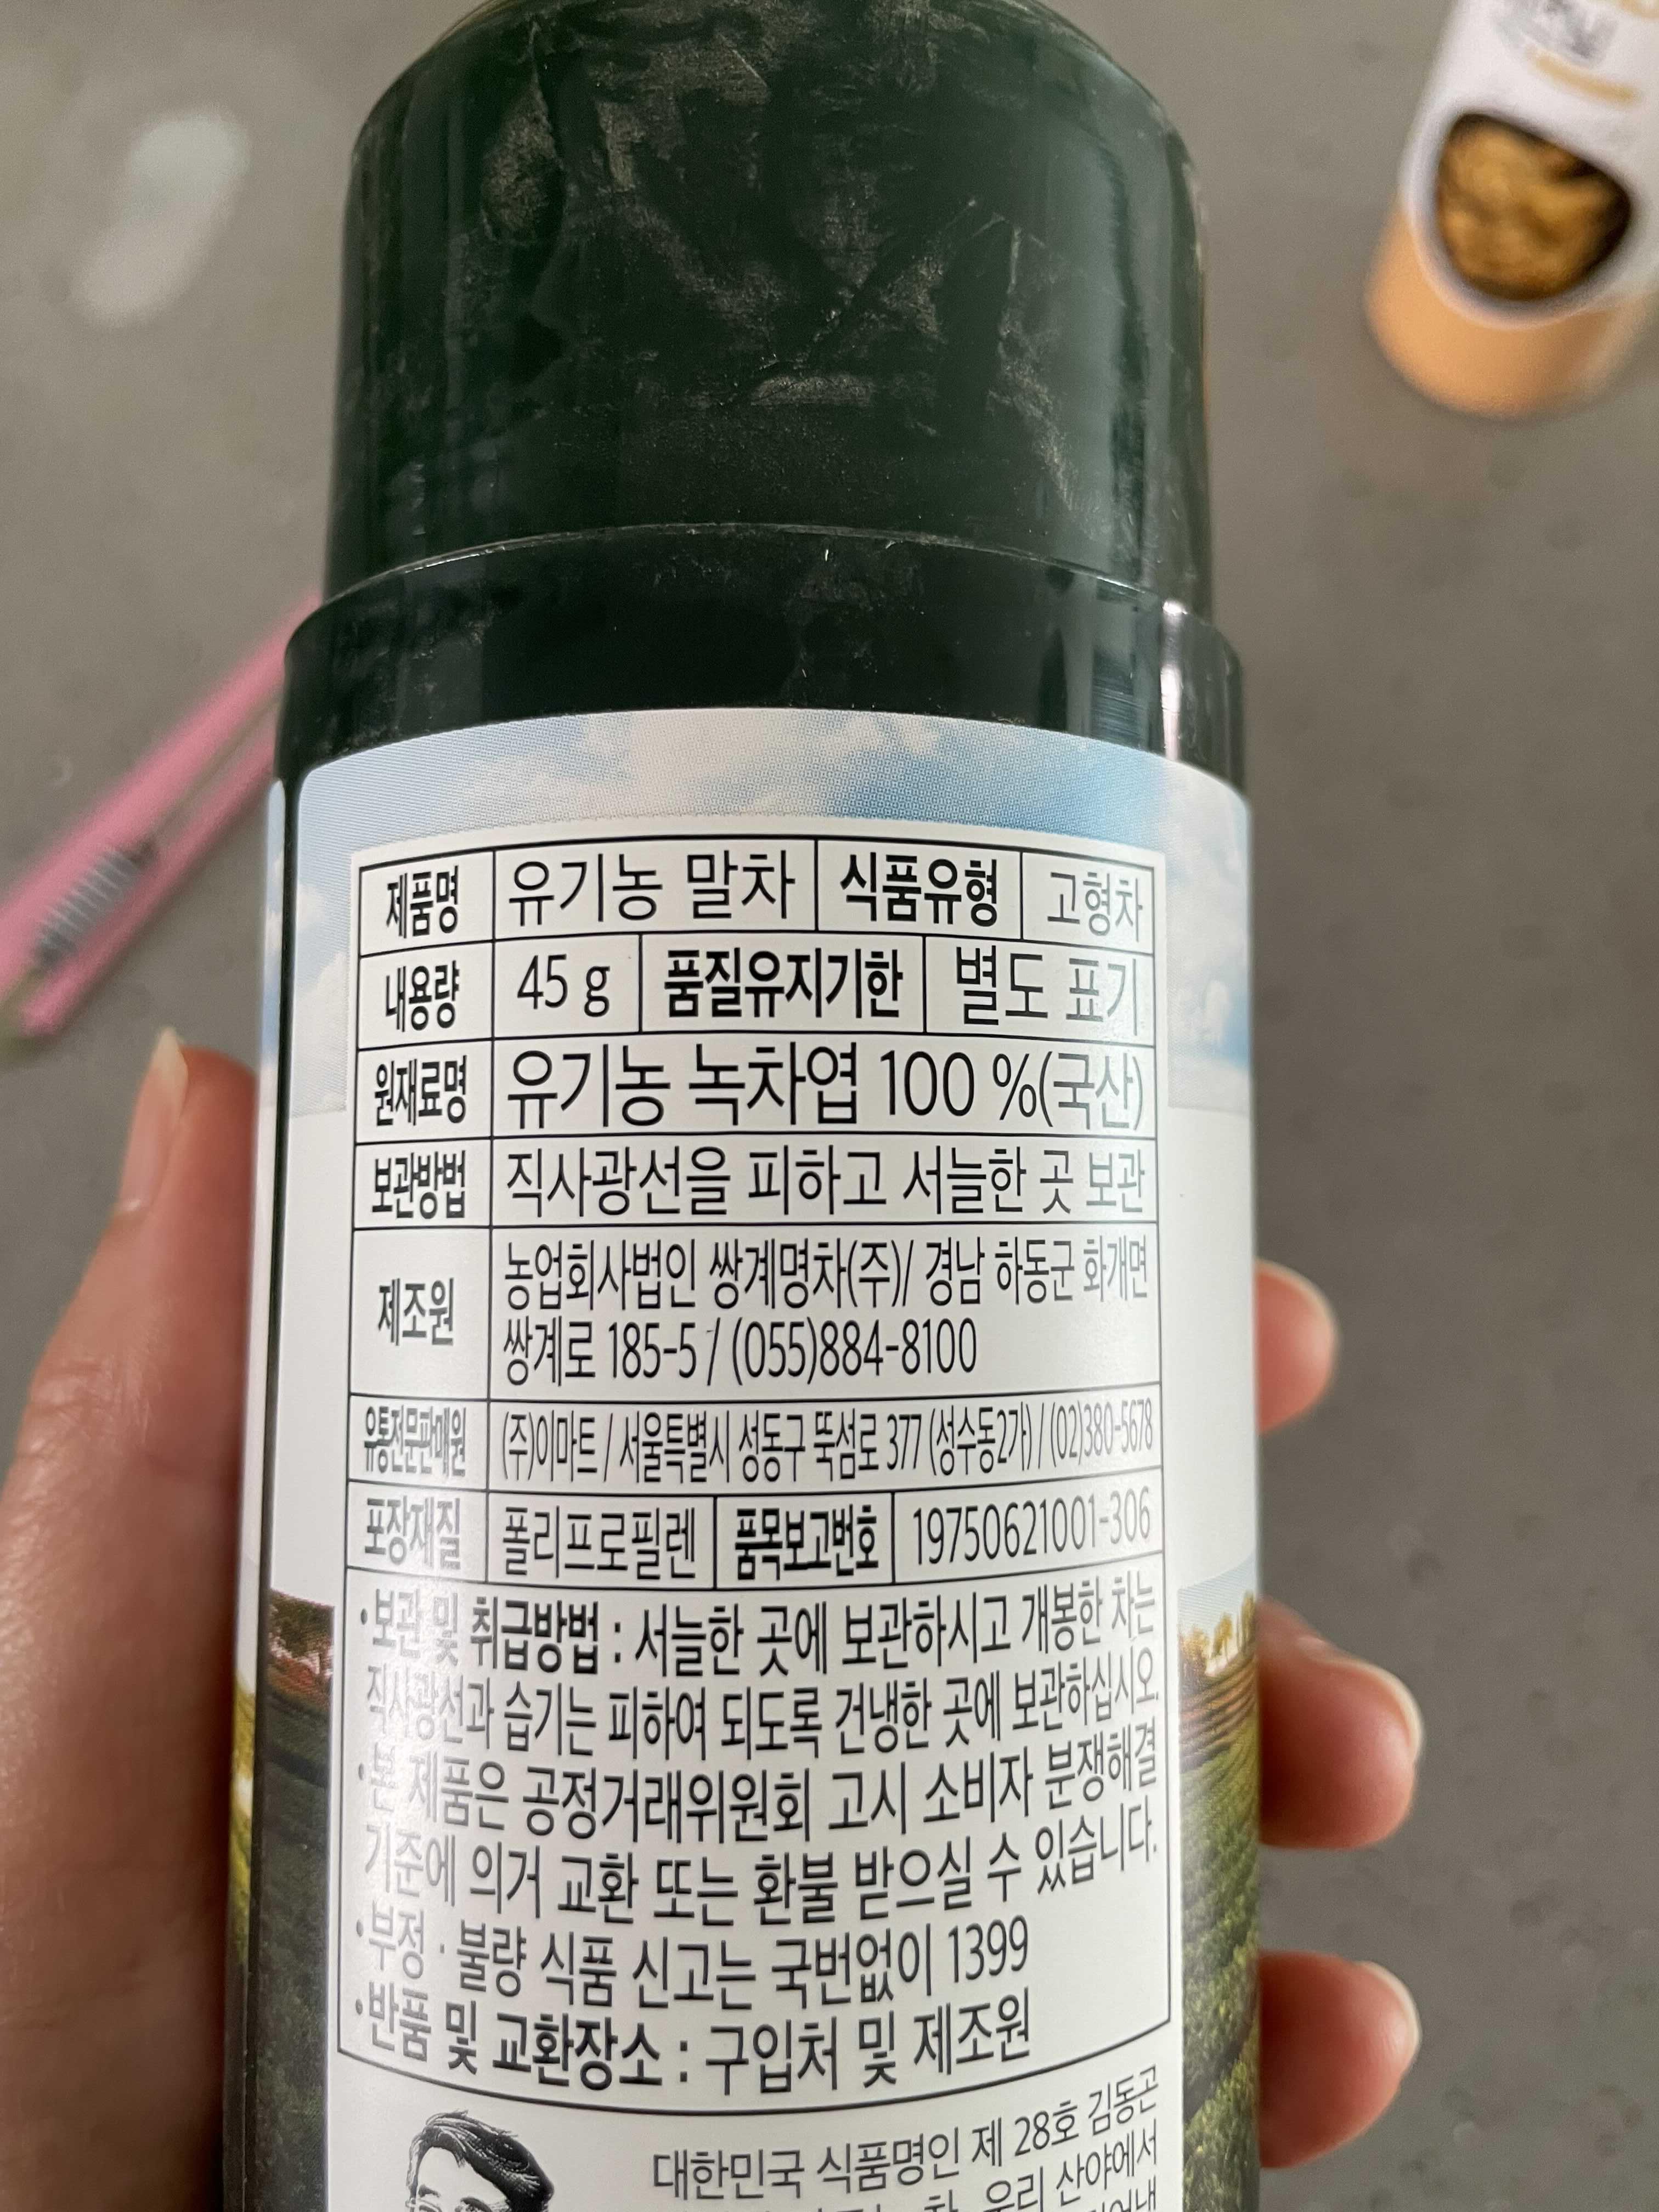 제품명 유기농 말차 식품유형 고형차
내용량 45 g 품질유지기한 별도 표기
원재료명 유기농 녹차엽 100 %(국산)
보관방법 직사광선을 피하고 서늘한 곳 보관
제조원 농업회사법인 쌍계명차(주)/ 경남 하동군 화개면
쌍계로 185-5 / (055)884-8100
유통전문판매원 (주)이마트 / 서울특별시 성동구 뚝섬로 377 (성수동2가) / (02)380-5678
포장재질 폴리프로필렌 품목보고번호 19750621001-306
•보관 및 취급방법 : 서늘한 곳에 보관하시고 개봉한 차는
직사광선과 습기는 피하여 되도록 건냉한 곳에 보관하십시오.
•본 제품은 공정거래위원회 고시 소비자 분쟁해결
기준에 의거 교환 또는 환불 받으실 수 있습니다.
•부정 · 불량 식품 신고는 국번없이 1399
•반품 및 교환장소 : 구입처 및 제조원
대한민국 식품명인 제 28호 김동곤
우리 산야에서